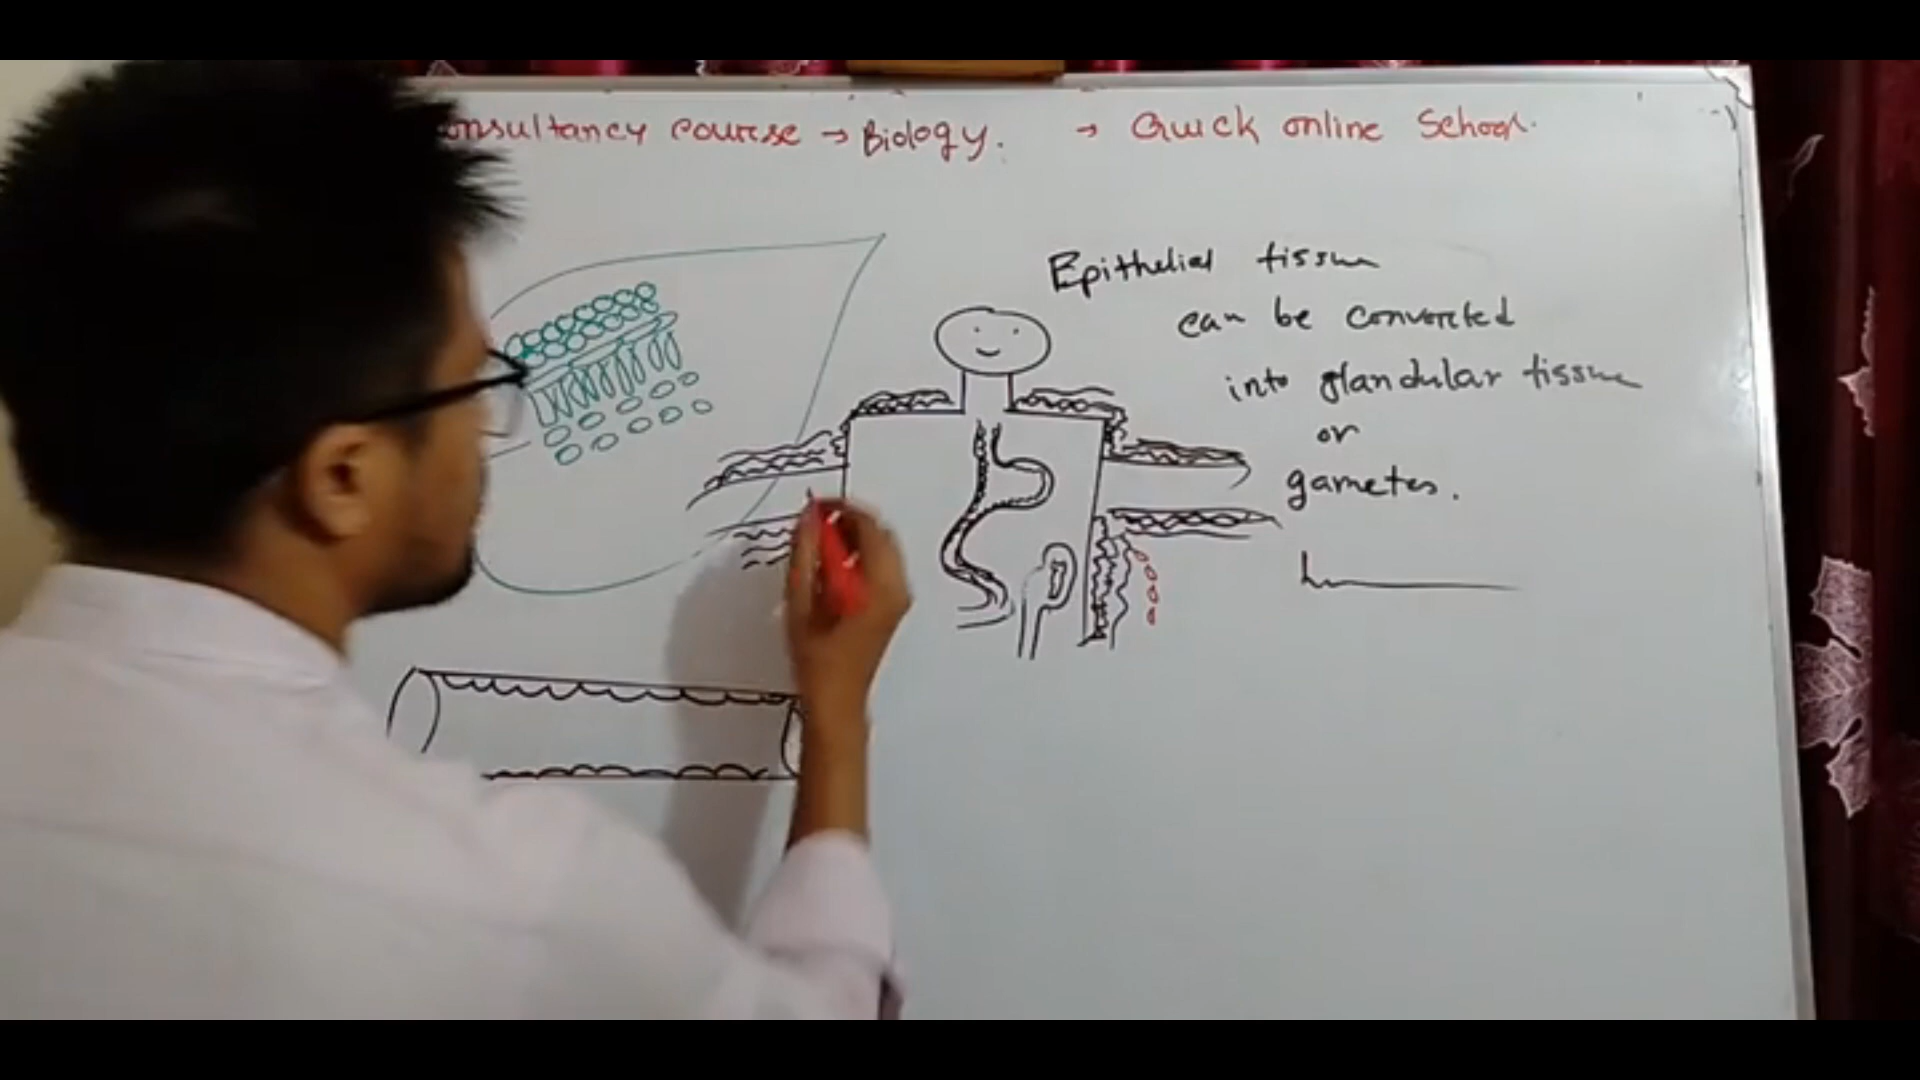 onsultancy course → Biology. → Quick online School.
Epithelial tissue
can be converted
into glandular tissue
or
gametes.